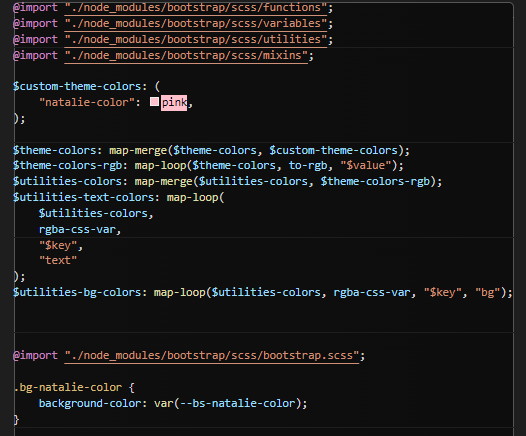 @import "./node_modules/bootstrap/scss/functions";
@import "./node_modules/bootstrap/scss/variables";
@import "./node_modules/bootstrap/scss/utilities";
@import "./node_modules/bootstrap/scss/mixins";
$custom-theme-colors: (
"natalie-color": pink,
);
$theme-colors: map-merge($theme-colors, $custom-theme-colors);
$theme-colors-rgb: map-loop($theme-colors, to-rgb, "$value");
$utilities-colors: map-merge($utilities-colors, $theme-colors-rgb);
$utilities-text-colors: map-loop(
$utilities-colors,
rgba-css-var,
"$key",
"text"
);
$utilities-bg-colors: map-loop($utilities-colors, rgba-css-var, "$key", "bg");
@import "./node_modules/bootstrap/scss/bootstrap.scss";
.bg-natalie-color {
background-color: var(--bs-natalie-color);
}